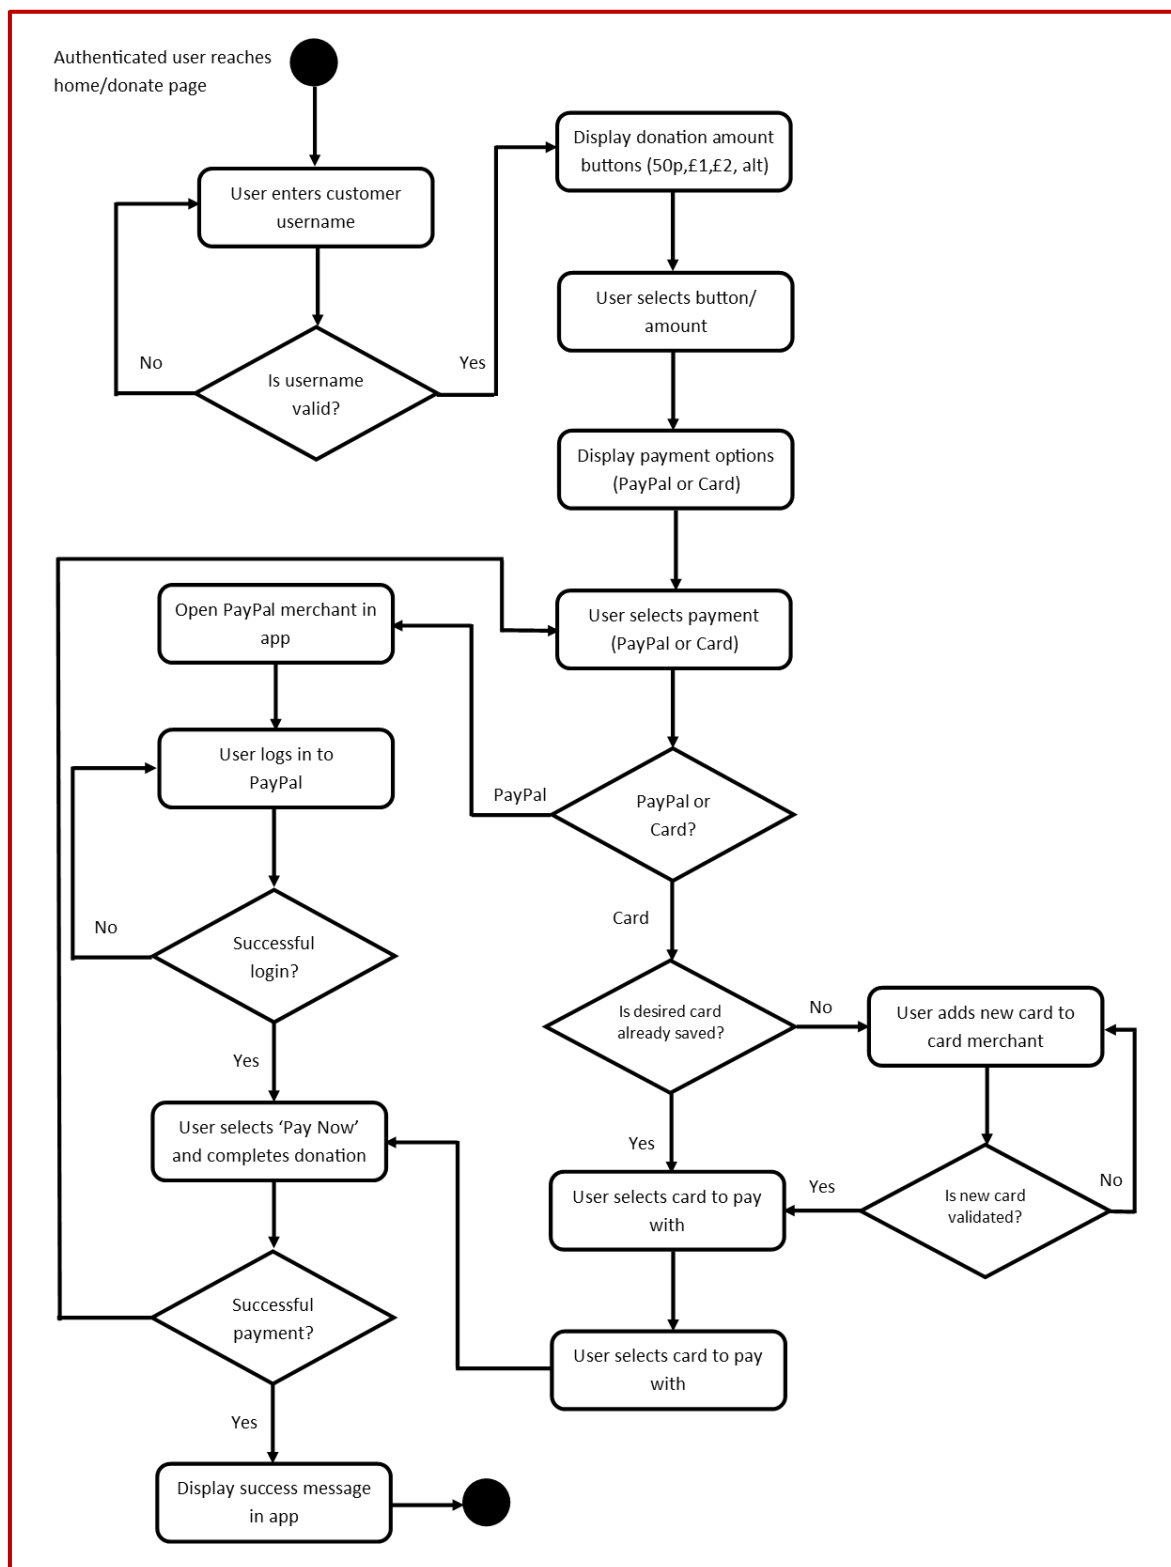 Authenticated user reaches
home/donate page
User enters customer
username
Is username
valid?
No
Yes
Display donation amount
buttons (50p,£1,£2, alt)
User selects button/
amount
Display payment options
(PayPal or Card)
User selects payment
(PayPal or Card)
PayPal or
Card?
PayPal
Open PayPal merchant in
app
User logs in to
PayPal
Successful
login?
No
Yes
Card
Is desired card
already saved?
No
User adds new card to
card merchant
Is new card
validated?
No
Yes
Yes
User selects card to pay
with
User selects card to pay
with
User selects ‘Pay Now’
and completes donation
Successful
payment?
Yes
Display success message
in app